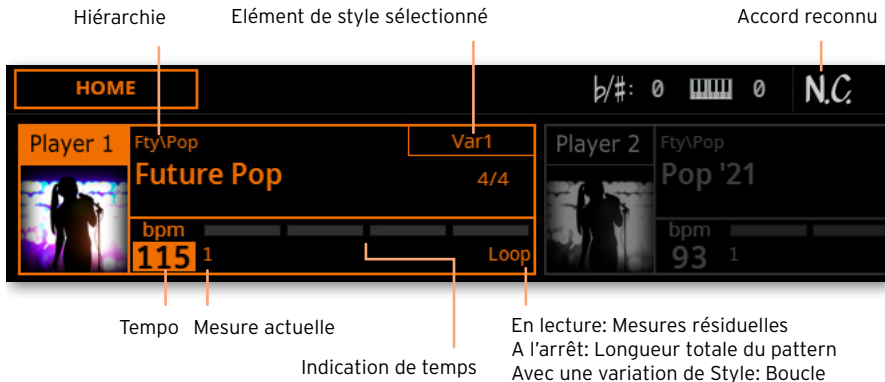 Hiérarchie
Elément de style sélectionné
Accord reconnu
HOME
b/#: 0
0
N.C.
Player 1
Fty\Pop
Var1
Future Pop
4/4
bpm
115
1
Loop
Player 2
Fty\Pop
Pop '21
bpm
93
1
Tempo
Mesure actuelle
Indication de temps
En lecture: Mesures résiduelles
A l'arrêt: Longueur totale du pattern
Avec une variation de Style: Boucle